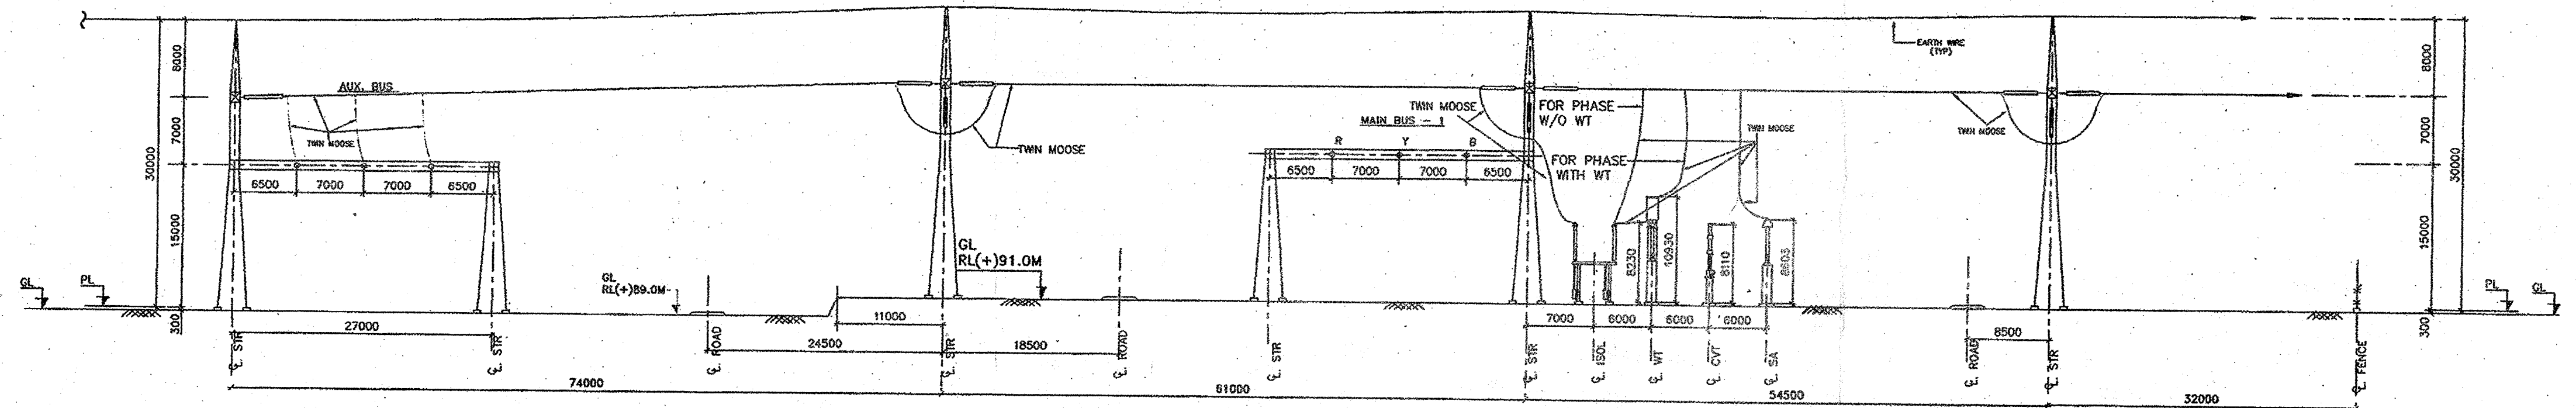 EARTH WIRE
(TYP)
8000
8000
AUX. BUS
TWIN MOOSE
FOR PHASE
W/O WT
MAIN BUS - 1
TWIN MOOSE
TWIN MOOSE
7000
30000
TWIN MOOSE
TWIN MOOSE
R Y B
FOR PHASE
WITH WT
7000
30000
6500 7000 7000 6500
6500 7000 7000 6500
15000
GL
RL(+)91.0M
8230
10930
8110
8605
15000
GL
PL
GL
RL(+)89.0M
PL
GL
300
27000
11000
7000 6000 6000 6000
8500
300
24500
18500
℄ STR
℄ STR
℄ ROAD
℄ STR
℄ ROAD
℄ STR
℄ STR
℄ ISOL
℄ WT
℄ CVT
℄ SA
℄ ROAD
℄ STR
℄ FENCE
74000
61000
54500
32000